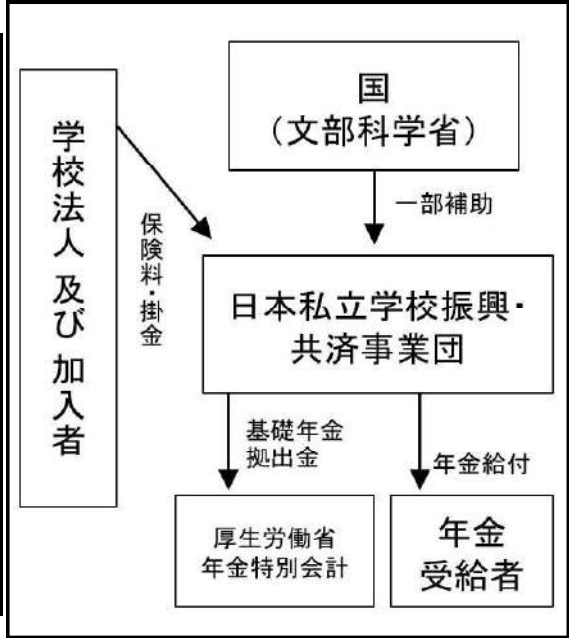 国
（文部科学省）
学校法人 及び 加入者
一部補助
保険料・掛金
日本私立学校振興・
共済事業団
基礎年金
拠出金
年金給付
厚生労働省
年金特別会計
年金
受給者